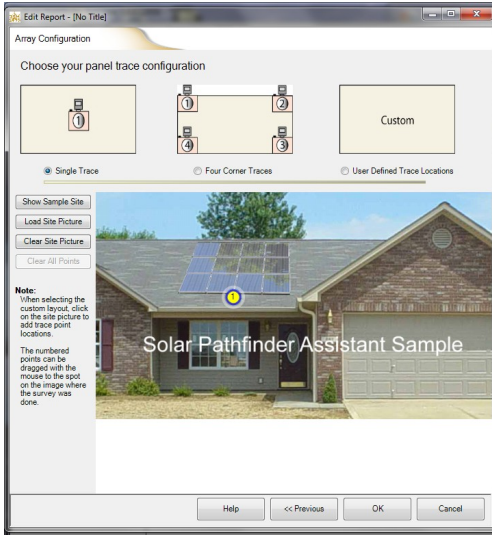 Edit Report - [No Title]
Array Configuration
Choose your panel trace configuration
1
1
2
4
3
Custom
Single Trace
Four Corner Traces
User Defined Trace Locations
Show Sample Site
Load Site Picture
Clear Site Picture
Clear All Points
Note:
When selecting the
custom layout, click
on the site picture to
add trace point
locations.
The numbered
points can be
dragged with the
mouse to the spot
on the image where
the survey was
done.
1
Solar Pathfinder Assistant Sample
Help
<< Previous
OK
Cancel